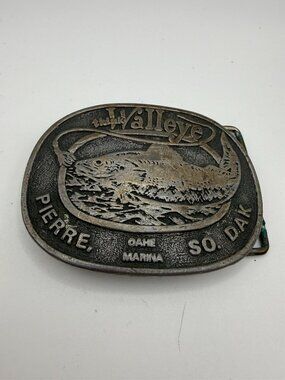 Walleye
PIERRE,
OAHE
MARINA
SO. DAK